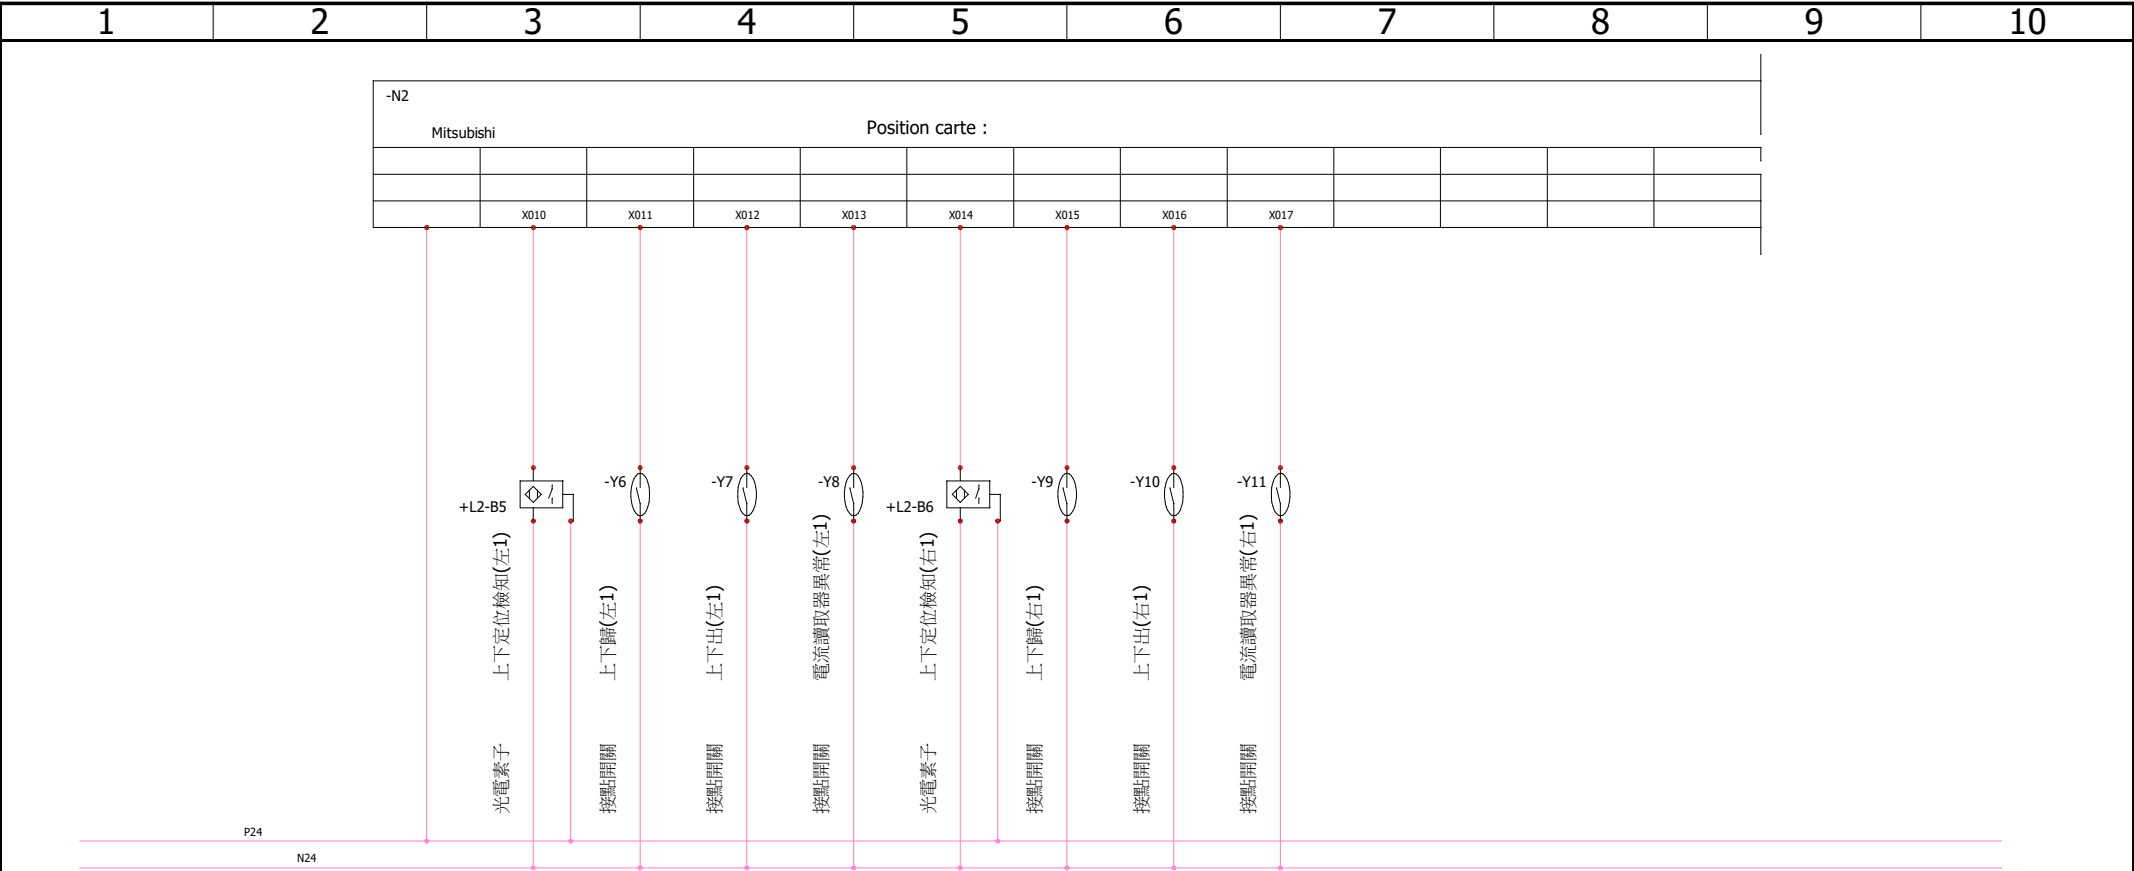 1 2 3 4 5 6 7 8 9 10
-N2
Mitsubishi
Position carte :
X010 X011 X012 X013 X014 X015 X016 X017
+L2-B5
-Y6
-Y7
-Y8
+L2-B6
-Y9
-Y10
-Y11
上下定位檢知(左1)
上下歸(左1)
上下出(左1)
電流讀取器異常(左1)
上下定位檢知(右1)
上下歸(右1)
上下出(右1)
電流讀取器異常(右1)
光電素子
接點開關
接點開關
接點開關
光電素子
接點開關
接點開關
接點開關
P24
N24